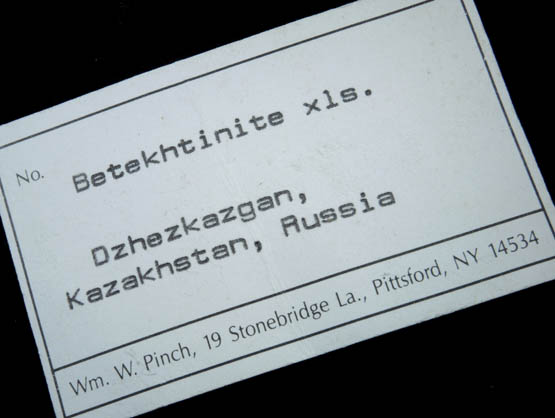 No. Betekhtinite xls.
Dzhezkazgan,
Kazakhstan, Russia
Wm. W. Pinch, 19 Stonebridge La., Pittsford, NY 14534